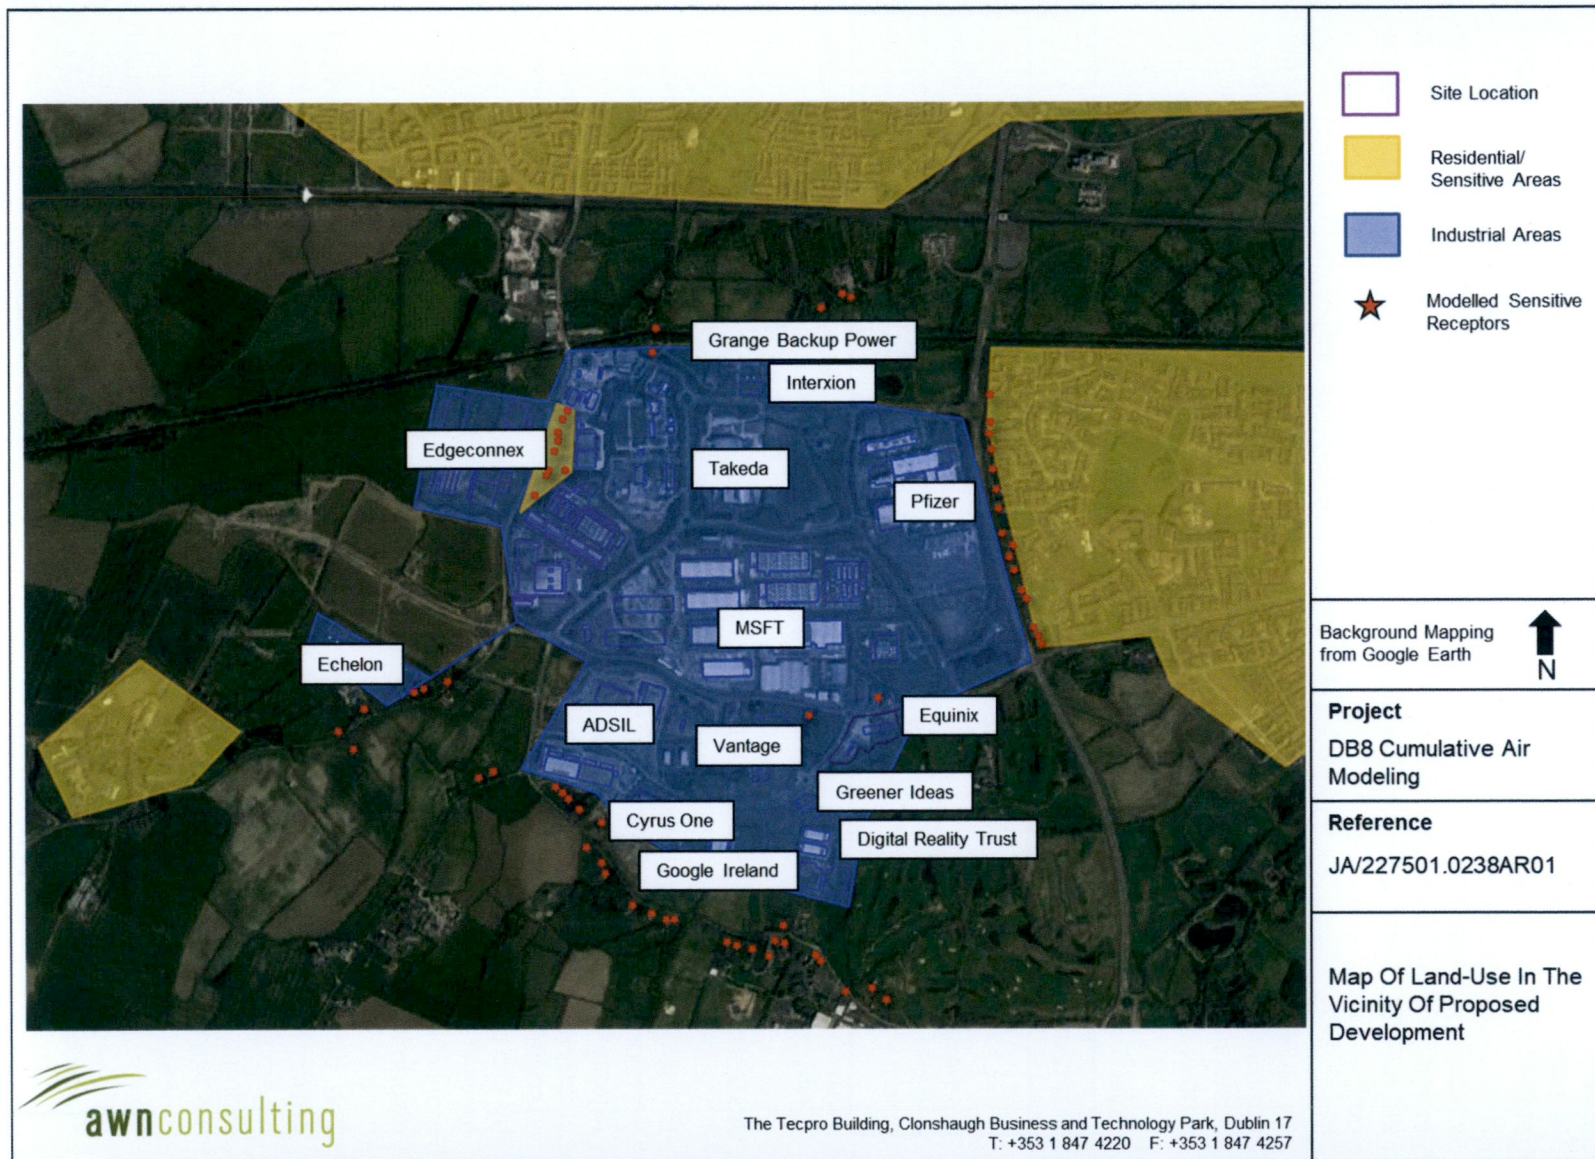 Site Location
Residential/
Sensitive Areas
Industrial Areas
Modelled Sensitive
Receptors
Grange Backup Power
Interxion
Edgeconnex
Takeda
Pfizer
MSFT
Echelon
ADSIL
Vantage
Equinix
Greener Ideas
Cyrus One
Digital Reality Trust
Google Ireland
Background Mapping
from Google Earth
N
Project
DB8 Cumulative Air
Modeling
Reference
JA/227501.0238AR01
Map Of Land-Use In The
Vicinity Of Proposed
Development
awnconsulting
The Tecpro Building, Clonshaugh Business and Technology Park, Dublin 17
T: +353 1 847 4220 F: +353 1 847 4257